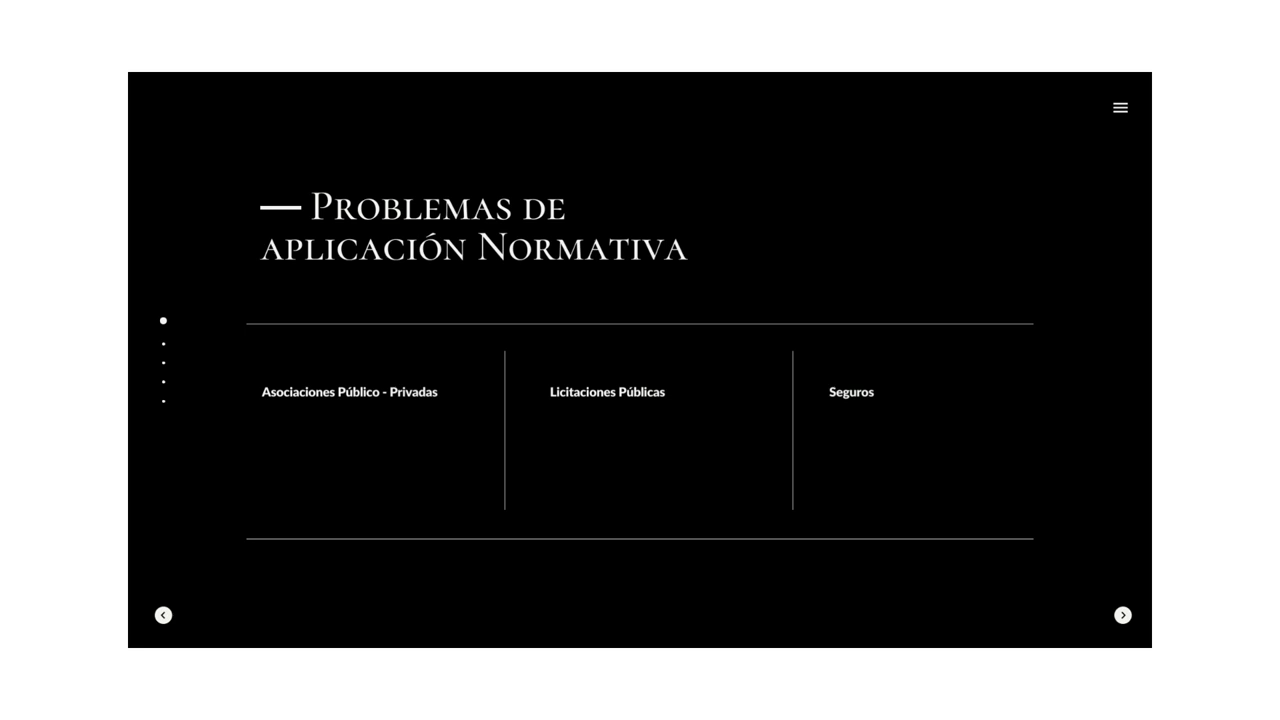 — Problemas de
aplicación Normativa
Asociaciones Público - Privadas
Licitaciones Públicas
Seguros